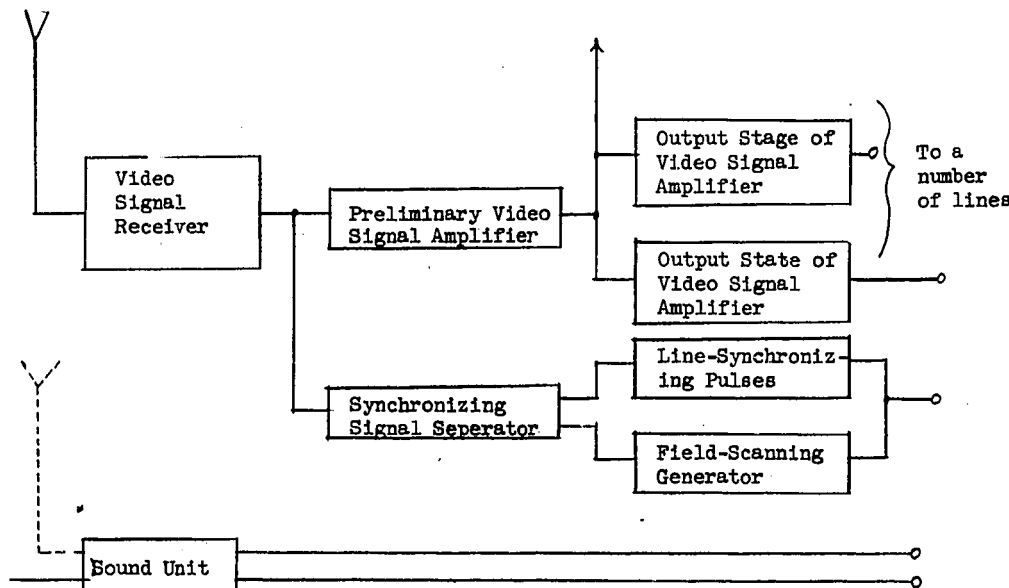 Video
Signal
Receiver
Preliminary Video
Signal Amplifier
Output Stage of
Video Signal
Amplifier
To a
number
of lines
Output State of
Video Signal
Amplifier
Synchronizing
Signal Seperator
Line-Synchroniz-
ing Pulses
Field-Scanning
Generator
Sound Unit